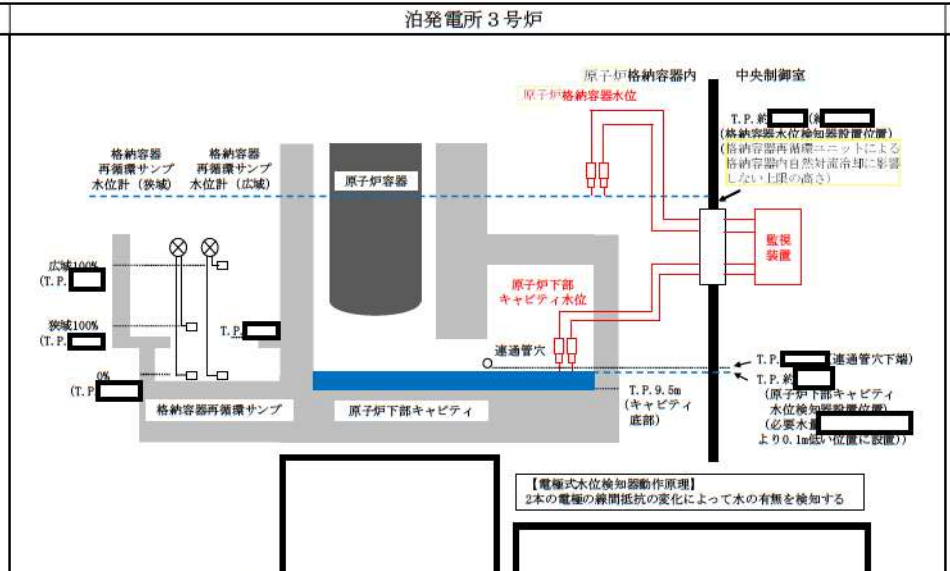 泊発電所3号炉
原子炉格納容器内
中央制御室
原子炉格納容器水位
T.P.約
(格納容器水位検知器設置位置)
(格納容器再循環ユニットによる
格納容器内自然対流冷却に影響
しない上限の高さ)
格納容器
再循環サンプ
水位計(狭域)
格納容器
再循環サンプ
水位計(広域)
原子炉容器
監視
装置
広域100%
(T.P.
狭域100%
(T.P.
0%
(T.P.
T.P.
原子炉下部
キャビティ水位
連通管穴
T.P.
(連通管穴下端)
T.P.約
(原子炉下部キャビティ
水位検知器設置位置)
(必要水量
より0.1m低い位置に設置))
T.P.9.5m
(キャビティ
底部)
格納容器再循環サンプ
原子炉下部キャビティ
【電極式水位検知器動作原理】
2本の電極の線間抵抗の変化によって水の有無を検知する